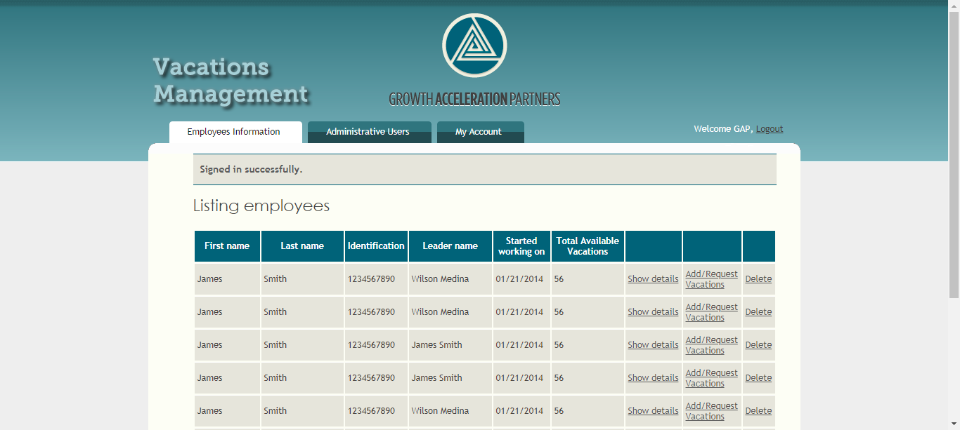 Vacations
Management
GROWTH ACCELERATION PARTNERS
Employees Information Administrative Users My Account Welcome GAP, Logout
Signed in successfully.
Listing employees
First name Last name Identification Leader name Started working on Total Available Vacations
James Smith 1234567890 Wilson Medina 01/21/2014 56 Show details Add/Request Vacations Delete
James Smith 1234567890 Wilson Medina 01/21/2014 56 Show details Add/Request Vacations Delete
James Smith 1234567890 James Smith 01/21/2014 56 Show details Add/Request Vacations Delete
James Smith 1234567890 James Smith 01/21/2014 56 Show details Add/Request Vacations Delete
James Smith 1234567890 Wilson Medina 01/21/2014 56 Show details Add/Request Vacations Delete